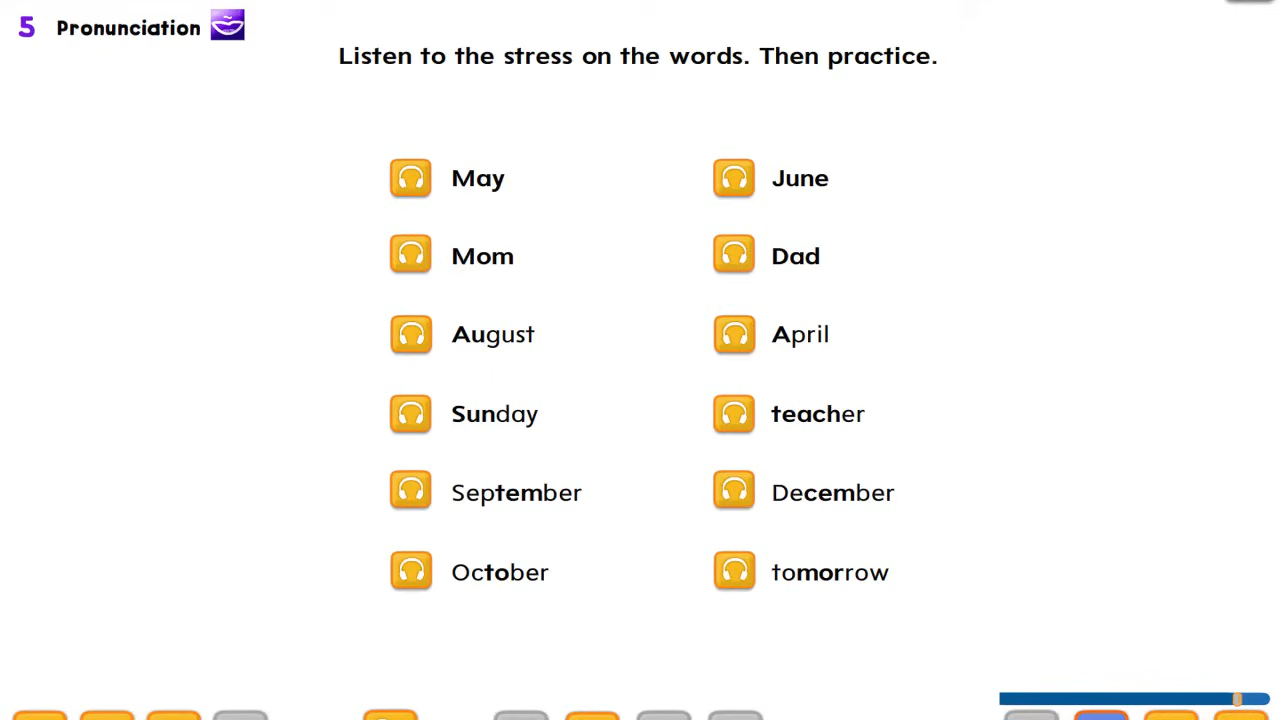 5 Pronunciation
Listen to the stress on the words. Then practice.
May
June
Mom
Dad
August
April
Sunday
teacher
September
December
October
tomorrow